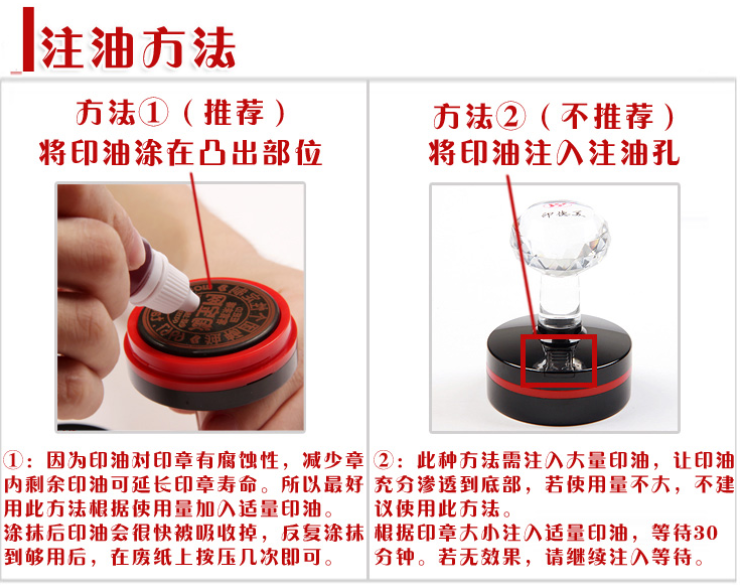 注油方法
方法①（推荐）
将印油涂在凸出部位
①：因为印油对印章有腐蚀性，减少章
内剩余印油可延长印章寿命。所以最好
用此方法根据使用量加入适量印油。
涂抹后印油会很快被吸收掉，反复涂抹
到够用后，在废纸上按压几次即可。
方法②（不推荐）
将印油注入注油孔
②：此种方法需注入大量印油，让印油
充分渗透到底部，若使用量不大，不建
议使用此方法。
根据印章大小注入适量印油，等待30
分钟。若无效果，请继续注入等待。